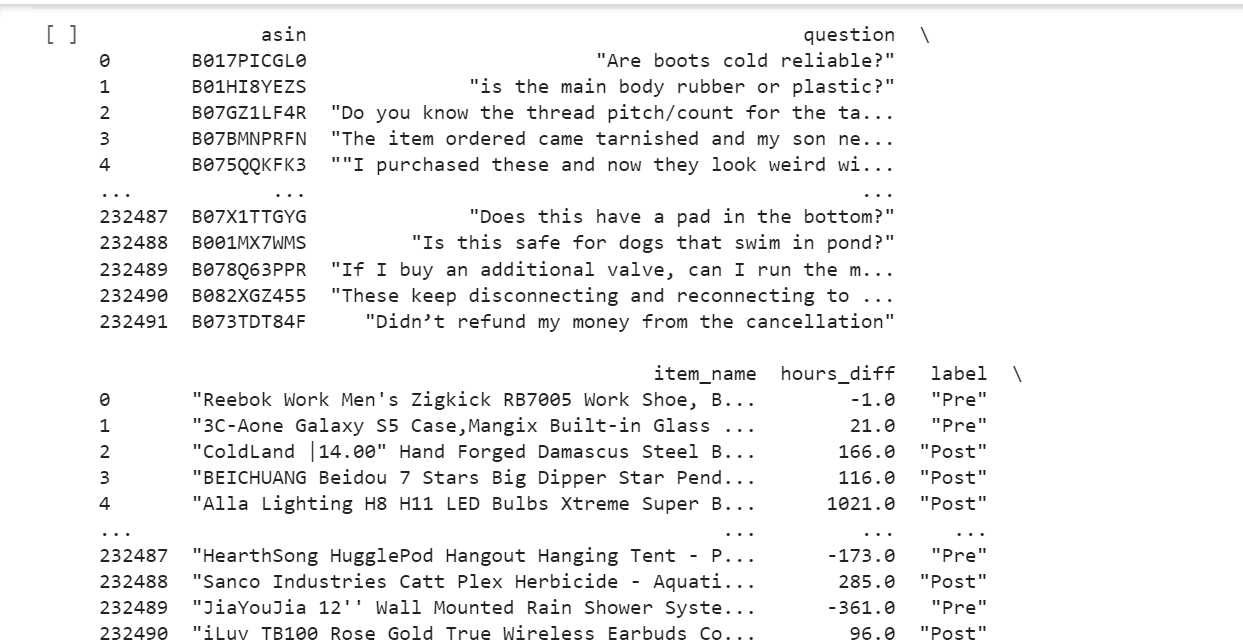 [ ] asin question \
0 B017PICGL0 "Are boots cold reliable?"
1 B01HI8YEZS "is the main body rubber or plastic?"
2 B07GZ1LF4R "Do you know the thread pitch/count for the ta...
3 B07BMNPRFN "The item ordered came tarnished and my son ne...
4 B075QQKFK3 ""I purchased these and now they look weird wi...
... ... ...
232487 B07X1TTGYG "Does this have a pad in the bottom?"
232488 B001MX7WMS "Is this safe for dogs that swim in pond?"
232489 B078Q63PPR "If I buy an additional valve, can I run the m...
232490 B082XGZ455 "These keep disconnecting and reconnecting to ...
232491 B073TDT84F "Didn’t refund my money from the cancellation"
item_name hours_diff label \
0 "Reebok Work Men's Zigkick RB7005 Work Shoe, B... -1.0 "Pre"
1 "3C-Aone Galaxy S5 Case,Mangix Built-in Glass ... 21.0 "Pre"
2 "ColdLand |14.00" Hand Forged Damascus Steel B... 166.0 "Post"
3 "BEICHUANG Beidou 7 Stars Big Dipper Star Pend... 116.0 "Post"
4 "Alla Lighting H8 H11 LED Bulbs Xtreme Super B... 1021.0 "Post"
... ... ... ...
232487 "HearthSong HugglePod Hangout Hanging Tent - P... -173.0 "Pre"
232488 "Sanco Industries Catt Plex Herbicide - Aquati... 285.0 "Post"
232489 "JiaYouJia 12'' Wall Mounted Rain Shower Syste... -361.0 "Pre"
232490 "iLuv TB100 Rose Gold True Wireless Earbuds Co... 96.0 "Post"